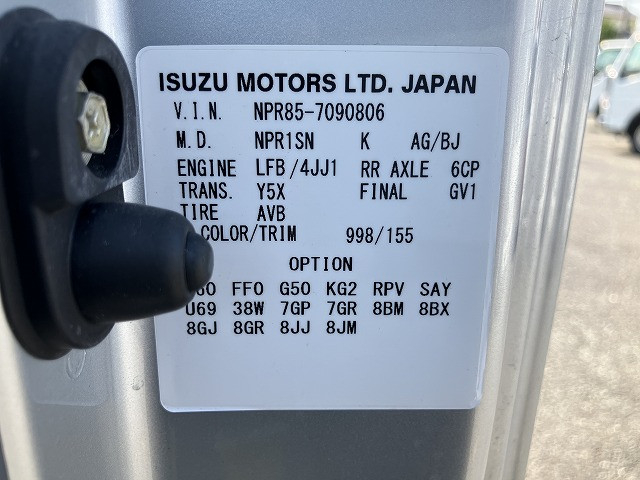 ISUZU MOTORS LTD. JAPAN
V.I.N. NPR85-7090806
M.D. NPR1SN K AG/BJ
ENGINE LFB/4JJ1 RR AXLE 6CP
TRANS. Y5X FINAL GV1
TIRE AVB
COLOR/TRIM 998/155
OPTION
FF0 G50 KG2 RPV SAY
U69 38W 7GP 7GR 8BM 8BX
8GJ 8GR 8JJ 8JM